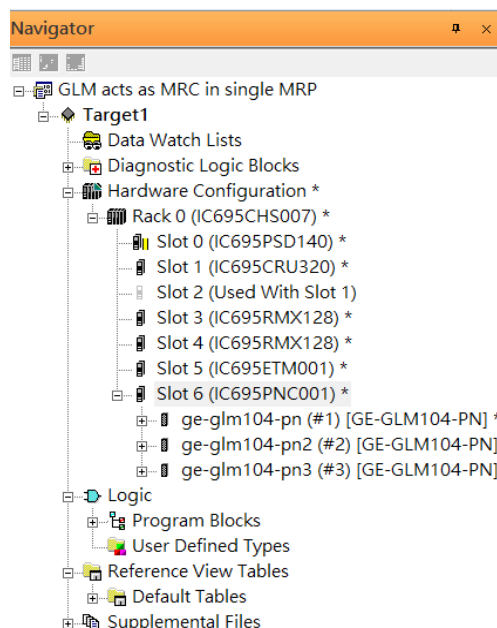 Navigator
GLM acts as MRC in single MRP
Target1
Data Watch Lists
Diagnostic Logic Blocks
Hardware Configuration *
Rack 0 (IC695CHS007) *
Slot 0 (IC695PSD140) *
Slot 1 (IC695CRU320) *
Slot 2 (Used With Slot 1)
Slot 3 (IC695RMX128) *
Slot 4 (IC695RMX128) *
Slot 5 (IC695ETM001) *
Slot 6 (IC695PNC001) *
ge-glm104-pn (#1) [GE-GLM104-PN] *
ge-glm104-pn2 (#2) [GE-GLM104-PN]
ge-glm104-pn3 (#3) [GE-GLM104-PN]
Logic
Program Blocks
User Defined Types
Reference View Tables
Default Tables
Supplemental Files